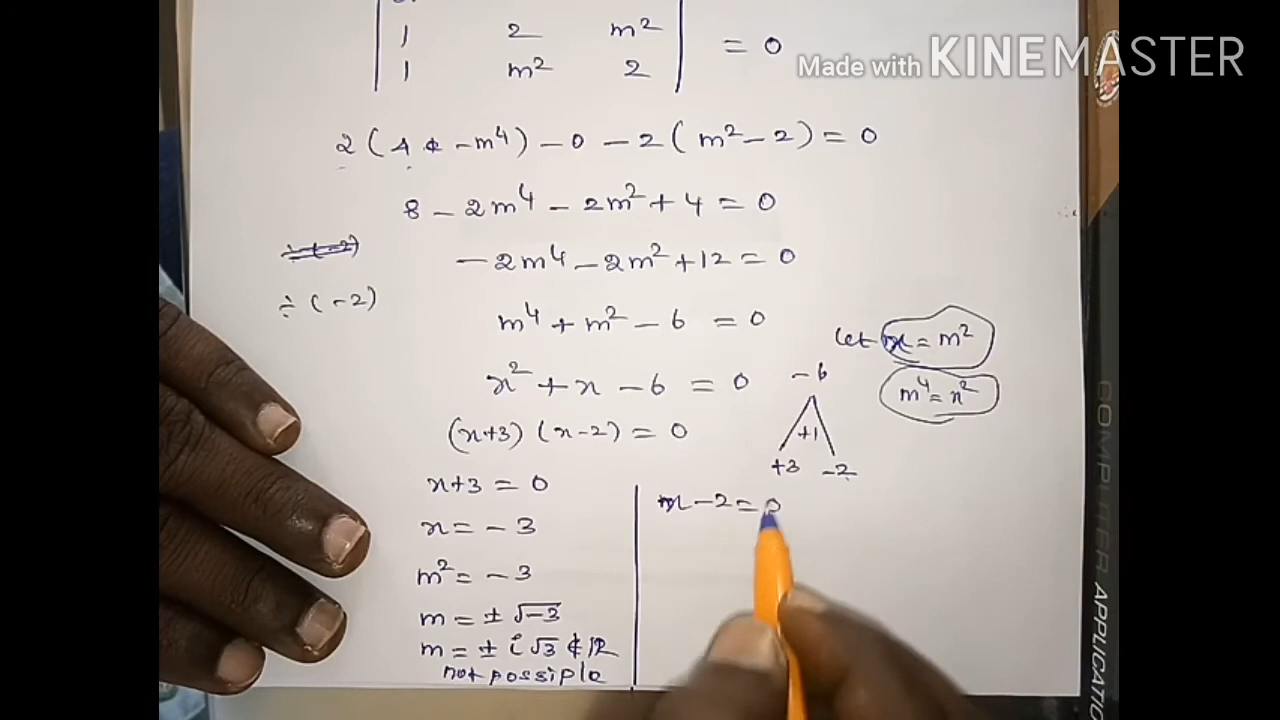 1 2 m² = 0
1 m² 2
Made with KINEMASTER
2 ( 4 - m⁴ ) - 0 - 2 ( m² - 2 ) = 0
8 - 2m⁴ - 2m² + 4 = 0
÷ (-2)
- 2m⁴ - 2m² + 12 = 0
÷ (-2)
m⁴ + m² - 6 = 0
let x = m²
x² + x - 6 = 0
- 6
m⁴ = x²
(x+3) (x-2) = 0
+1
+3 -2
x+3 = 0
x - 2 = 0
x = - 3
m² = - 3
m = ± √-3
m = ± i √3 ∉ R
not possiple
COMPUTER APPLICATIO